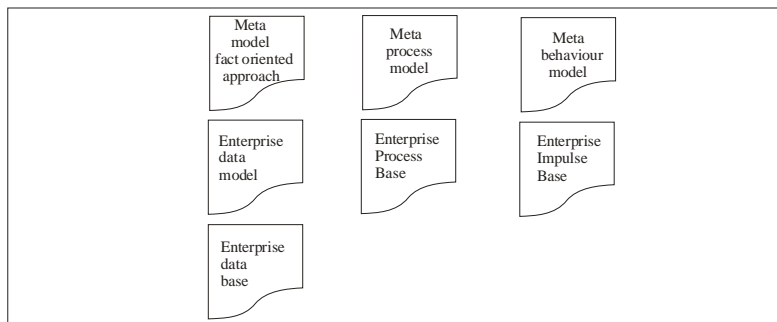 Meta
model
fact oriented
approach
Meta
process
model
Meta
behaviour
model
Enterprise
data
model
Enterprise
Process
Base
Enterprise
Impulse
Base
Enterprise
data
base